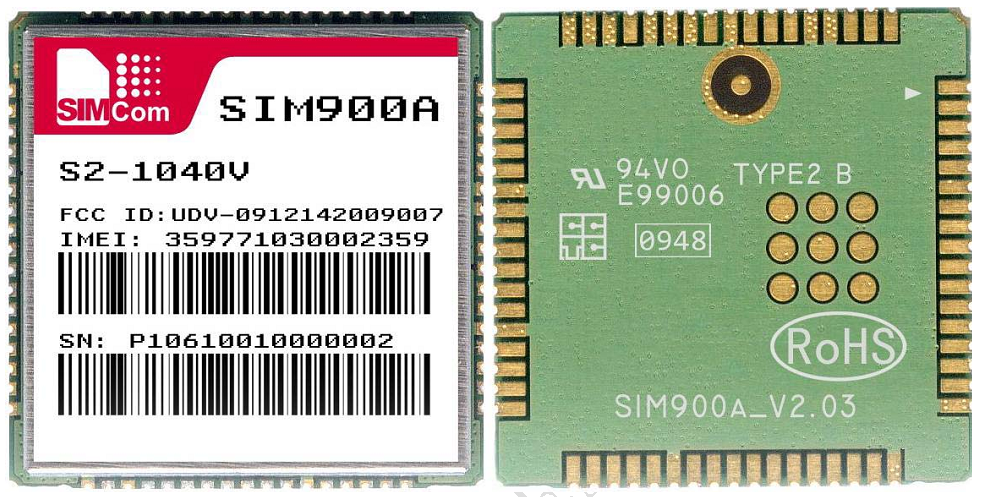 SIMCom
SIM900A
S2-1040V
FCC ID:UDV-0912142009007
IMEI: 359771030002359
SN: P10610010000002
94V0
E99006
TYPE2 B
0948
RoHS
SIM900A_V2.03